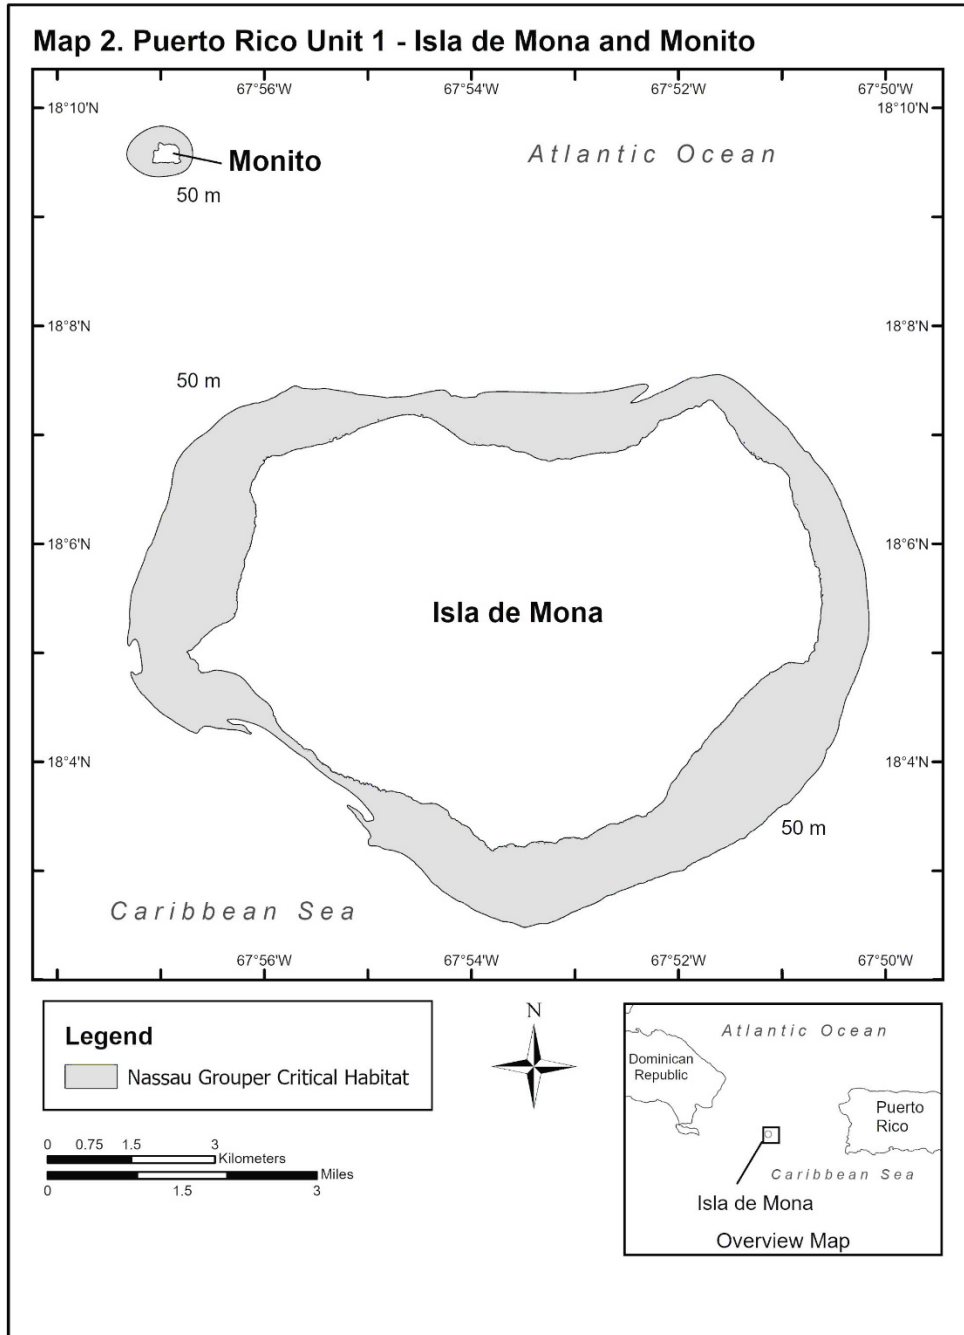 Map 2. Puerto Rico Unit 1 - Isla de Mona and Monito
67°56'W 67°54'W 67°52'W 67°50'W
18°10'N 18°10'N
Atlantic Ocean
Monito
50 m
18°8'N 18°8'N
50 m
18°6'N 18°6'N
Isla de Mona
18°4'N 18°4'N
50 m
Caribbean Sea
67°56'W 67°54'W 67°52'W 67°50'W
Legend
Nassau Grouper Critical Habitat
0 0.75 1.5 3
Kilometers
Miles
0 1.5 3
N
Atlantic Ocean
Dominican
Republic
Puerto
Rico
Caribbean Sea
Isla de Mona
Overview Map